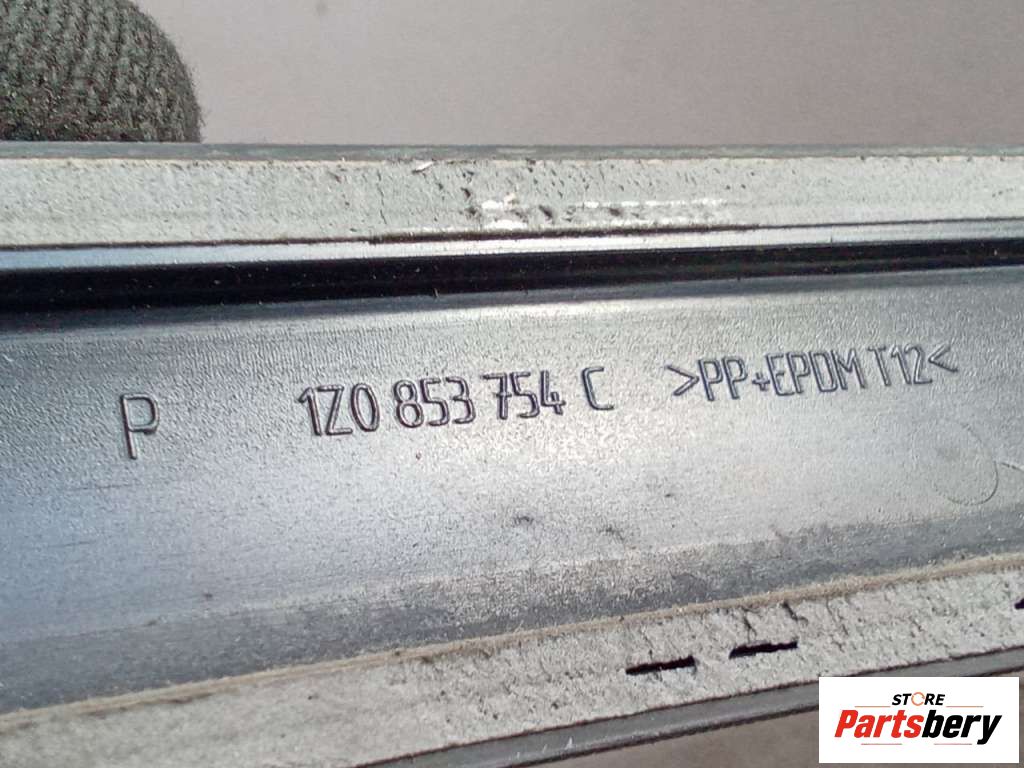 P 1Z0 853 754 C >PP+EPDM T12<
STORE
Partsbery